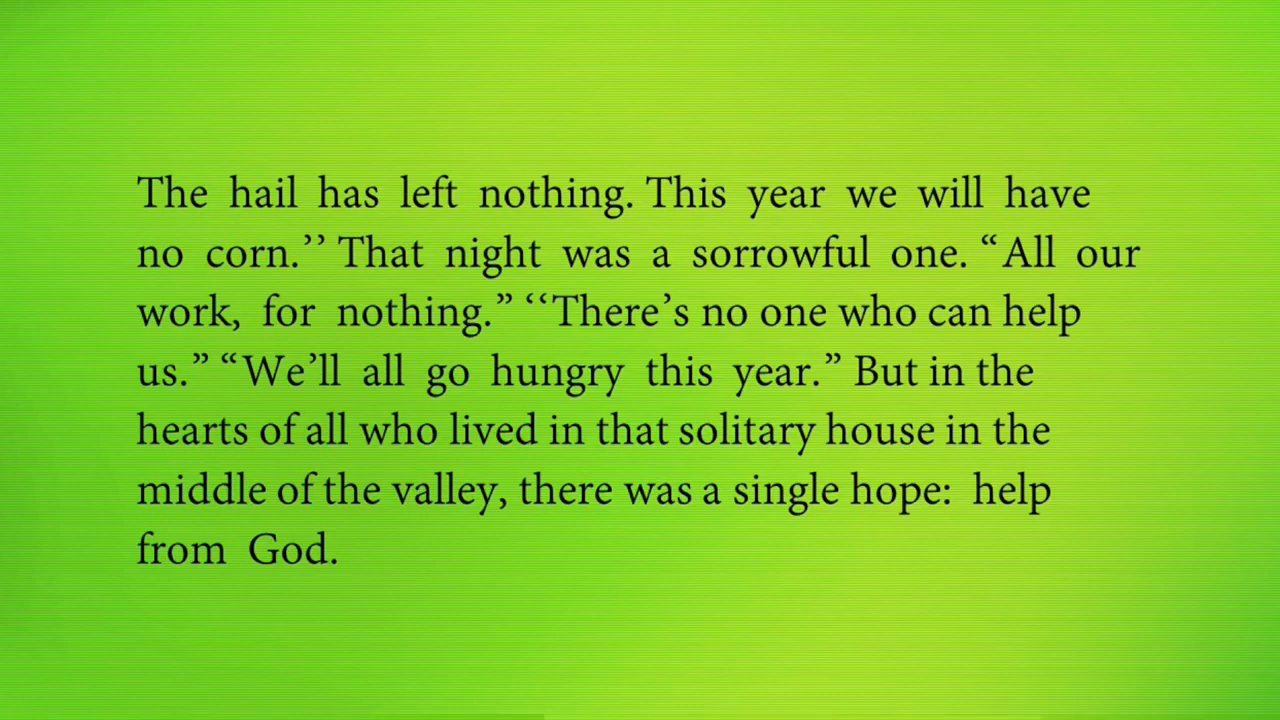 The hail has left nothing. This year we will have
no corn.’’ That night was a sorrowful one. “All our
work, for nothing.” ‘‘There’s no one who can help
us.” “We’ll all go hungry this year.” But in the
hearts of all who lived in that solitary house in the
middle of the valley, there was a single hope: help
from God.